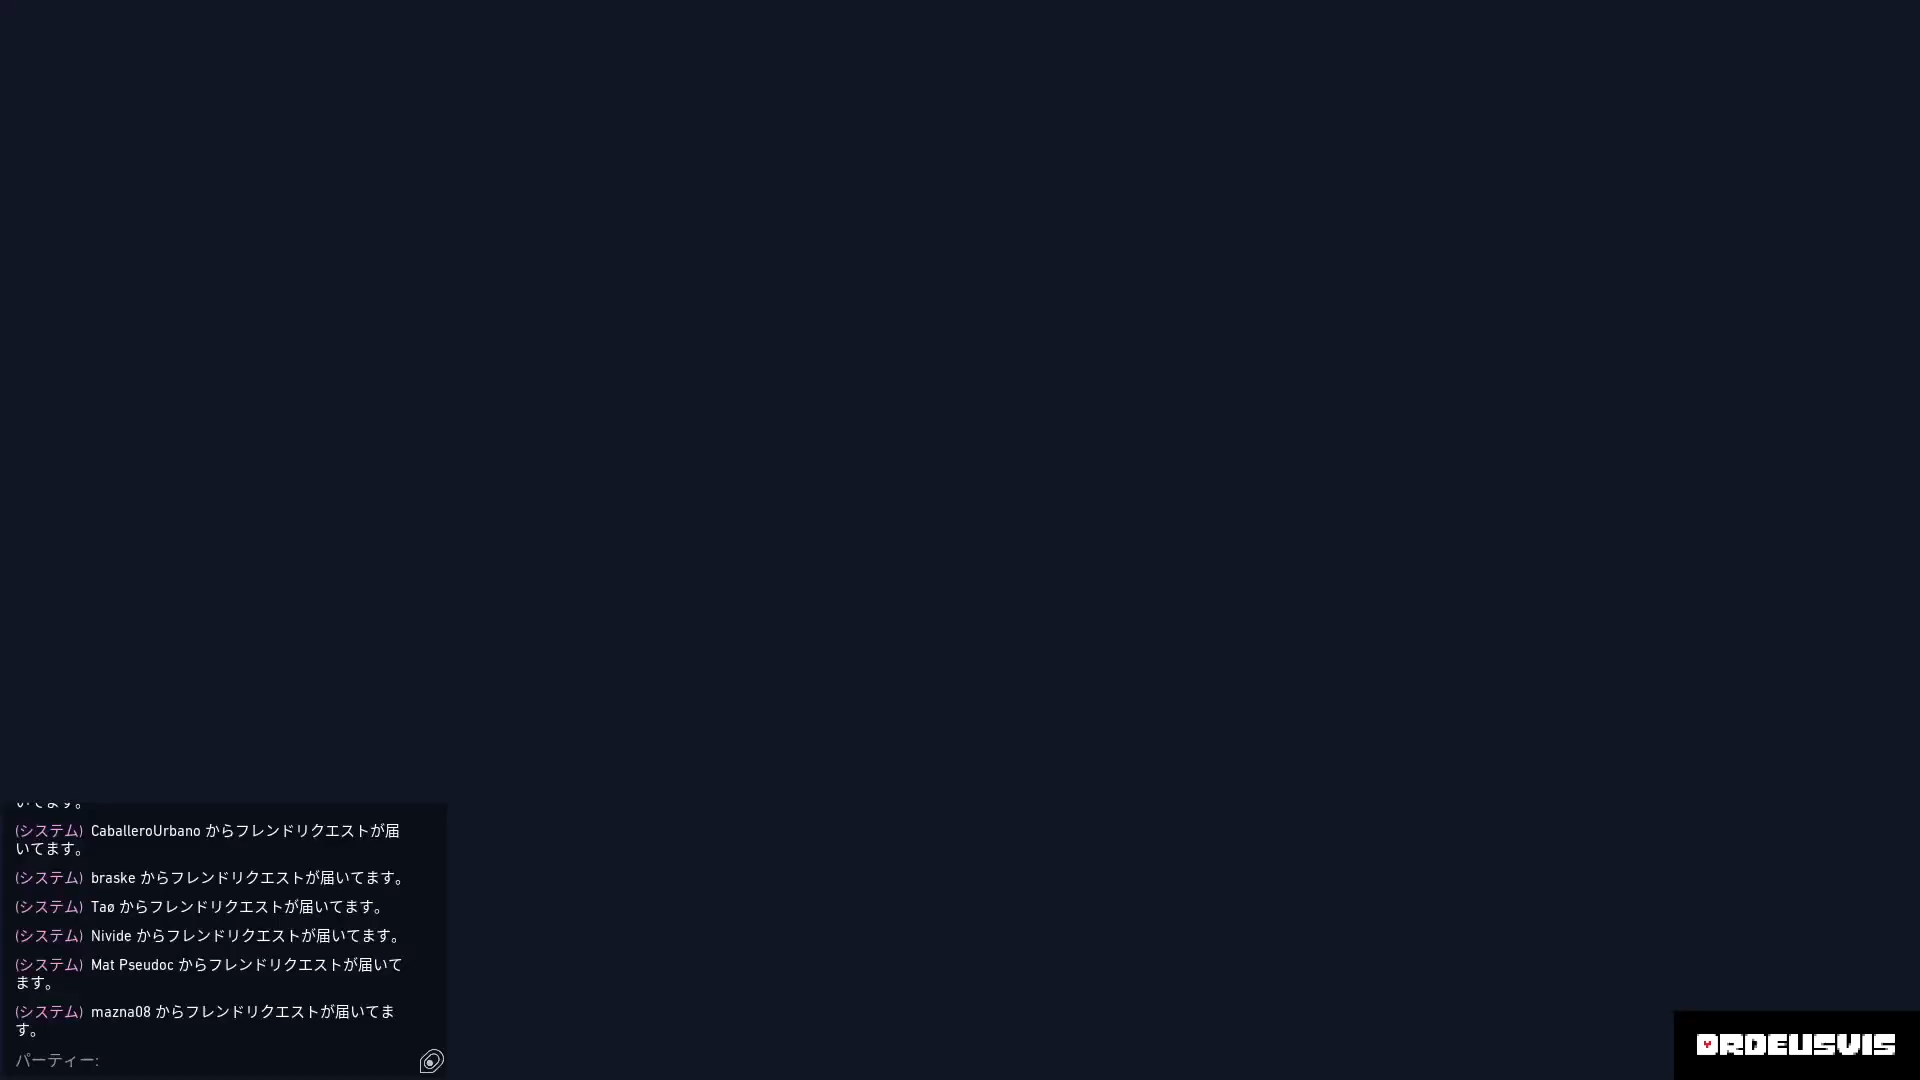 いてます。
(システム) CaballeroUrbano からフレンドリクエストが届
いてます。
(システム) braske からフレンドリクエストが届いてます。
(システム) Taø からフレンドリクエストが届いてます。
(システム) Nivide からフレンドリクエストが届いてます。
(システム) Mat Pseudoc からフレンドリクエストが届いて
ます。
(システム) mazna08 からフレンドリクエストが届いてま
す。
パーティー:
ORDEUSVIS